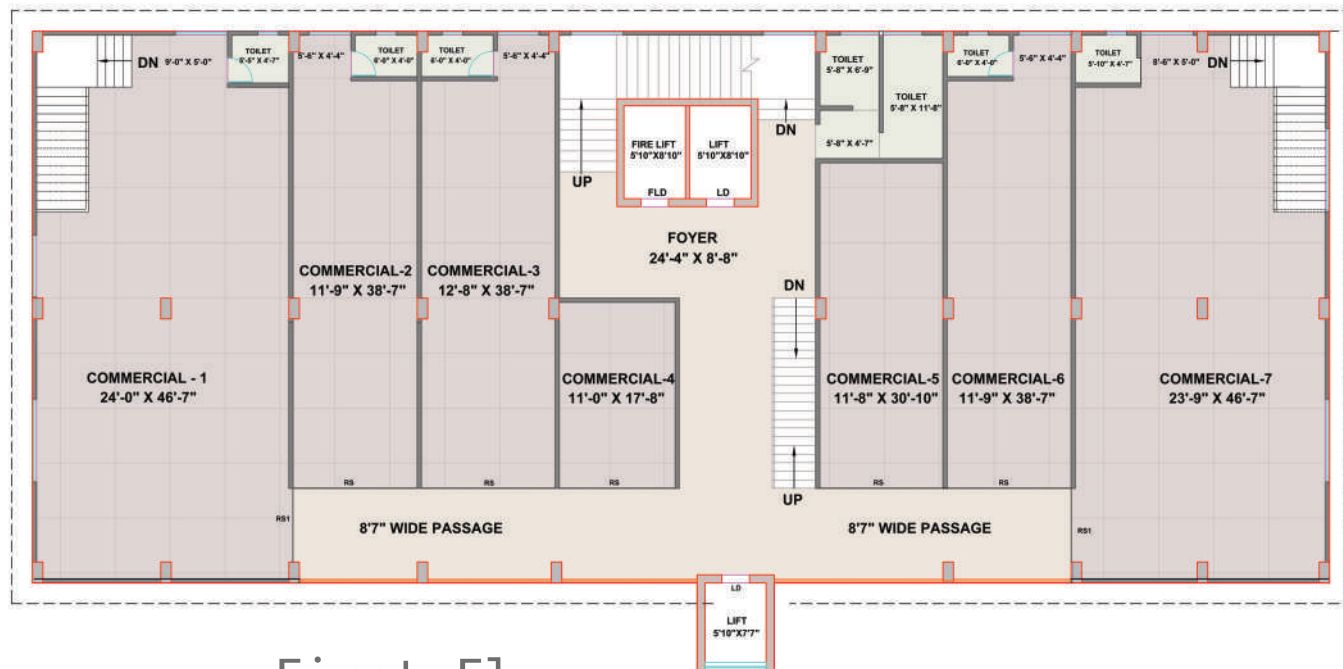 DN
9'-0" X 5'-0"
TOILET
5'-5" X 4'-7"
5'-6" X 4'-4"
TOILET
6'-0" X 4'-0"
TOILET
6'-0" X 4'-0"
5'-6" X 4'-4"
TOILET
5'-8" X 6'-9"
TOILET
5'-8" X 11'-8"
5'-8" X 4'-7"
TOILET
6'-0" X 4'-0"
5'-6" X 4'-4"
TOILET
5'-10" X 4'-7"
8'-6" X 5'-0"
DN
UP
FIRE LIFT
5'10"X8'10"
FLD
LIFT
5'10"X8'10"
LD
DN
FOYER
24'-4" X 8'-8"
DN
UP
COMMERCIAL - 1
24'-0" X 46'-7"
COMMERCIAL-2
11'-9" X 38'-7"
COMMERCIAL-3
12'-8" X 38'-7"
COMMERCIAL-4
11'-0" X 17'-8"
COMMERCIAL-5
11'-8" X 30'-10"
COMMERCIAL-6
11'-9" X 38'-7"
COMMERCIAL-7
23'-9" X 46'-7"
RS
RS
RS
RS
RS
RS1
8'7" WIDE PASSAGE
8'7" WIDE PASSAGE
RS1
LD
LIFT
5'10"X7'7"